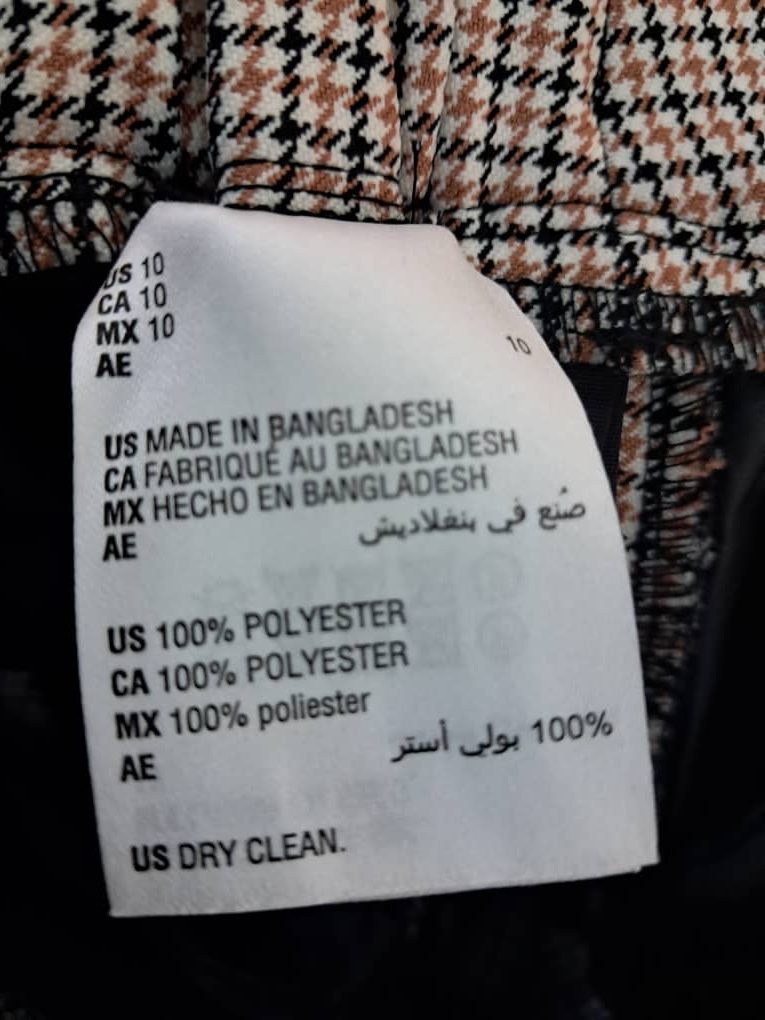 US 10
CA 10
MX 10
AE
10
US MADE IN BANGLADESH
CA FABRIQUÉ AU BANGLADESH
MX HECHO EN BANGLADESH
AE صُنع في بنغلاديش
US 100% POLYESTER
CA 100% POLYESTER
MX 100% poliester
AE 100% بولي أستر
US DRY CLEAN.